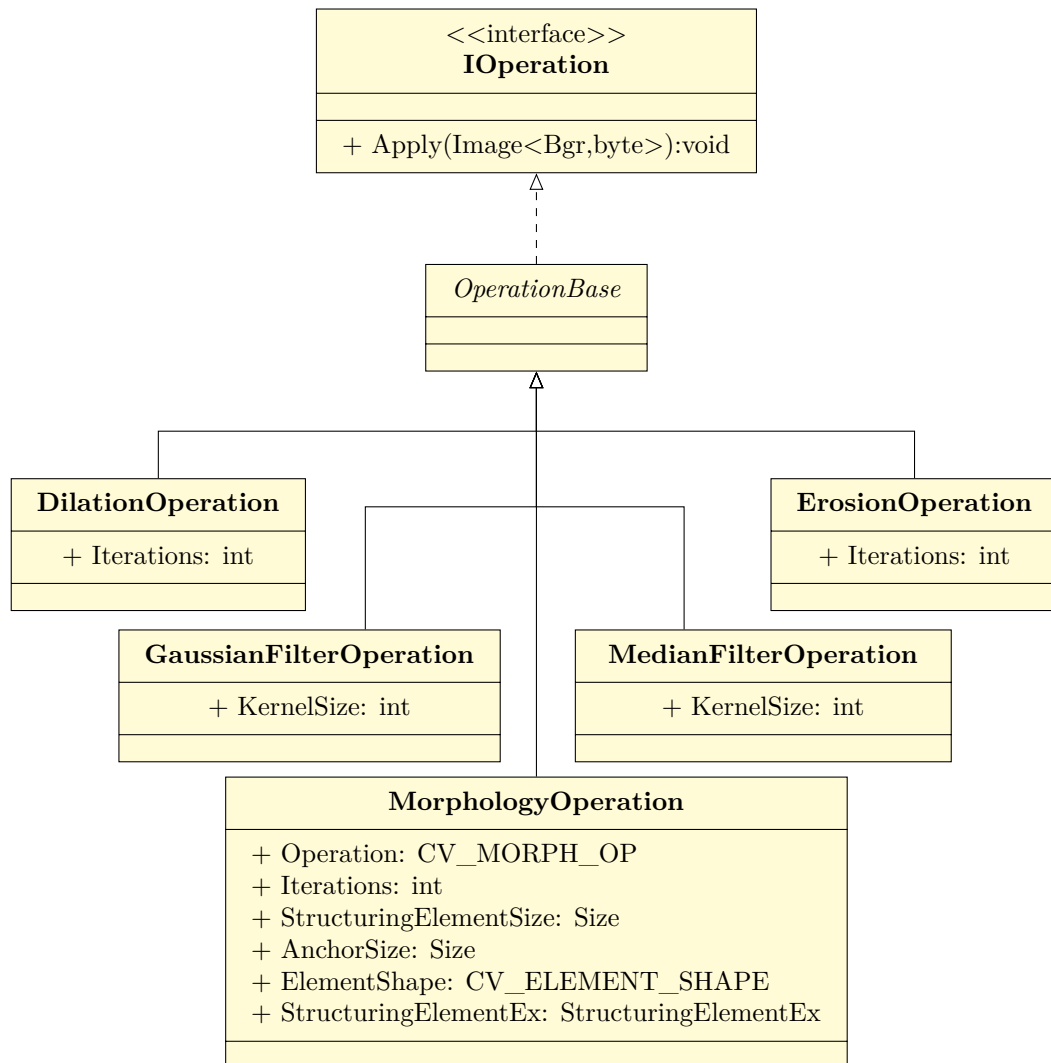 <<interface>>
IOperation
+ Apply(Image<Bgr,byte>):void
OperationBase
DilationOperation
+ Iterations: int
ErosionOperation
+ Iterations: int
GaussianFilterOperation
+ KernelSize: int
MedianFilterOperation
+ KernelSize: int
MorphologyOperation
+ Operation: CV_MORPH_OP
+ Iterations: int
+ StructuringElementSize: Size
+ AnchorSize: Size
+ ElementShape: CV_ELEMENT_SHAPE
+ StructuringElementEx: StructuringElementEx